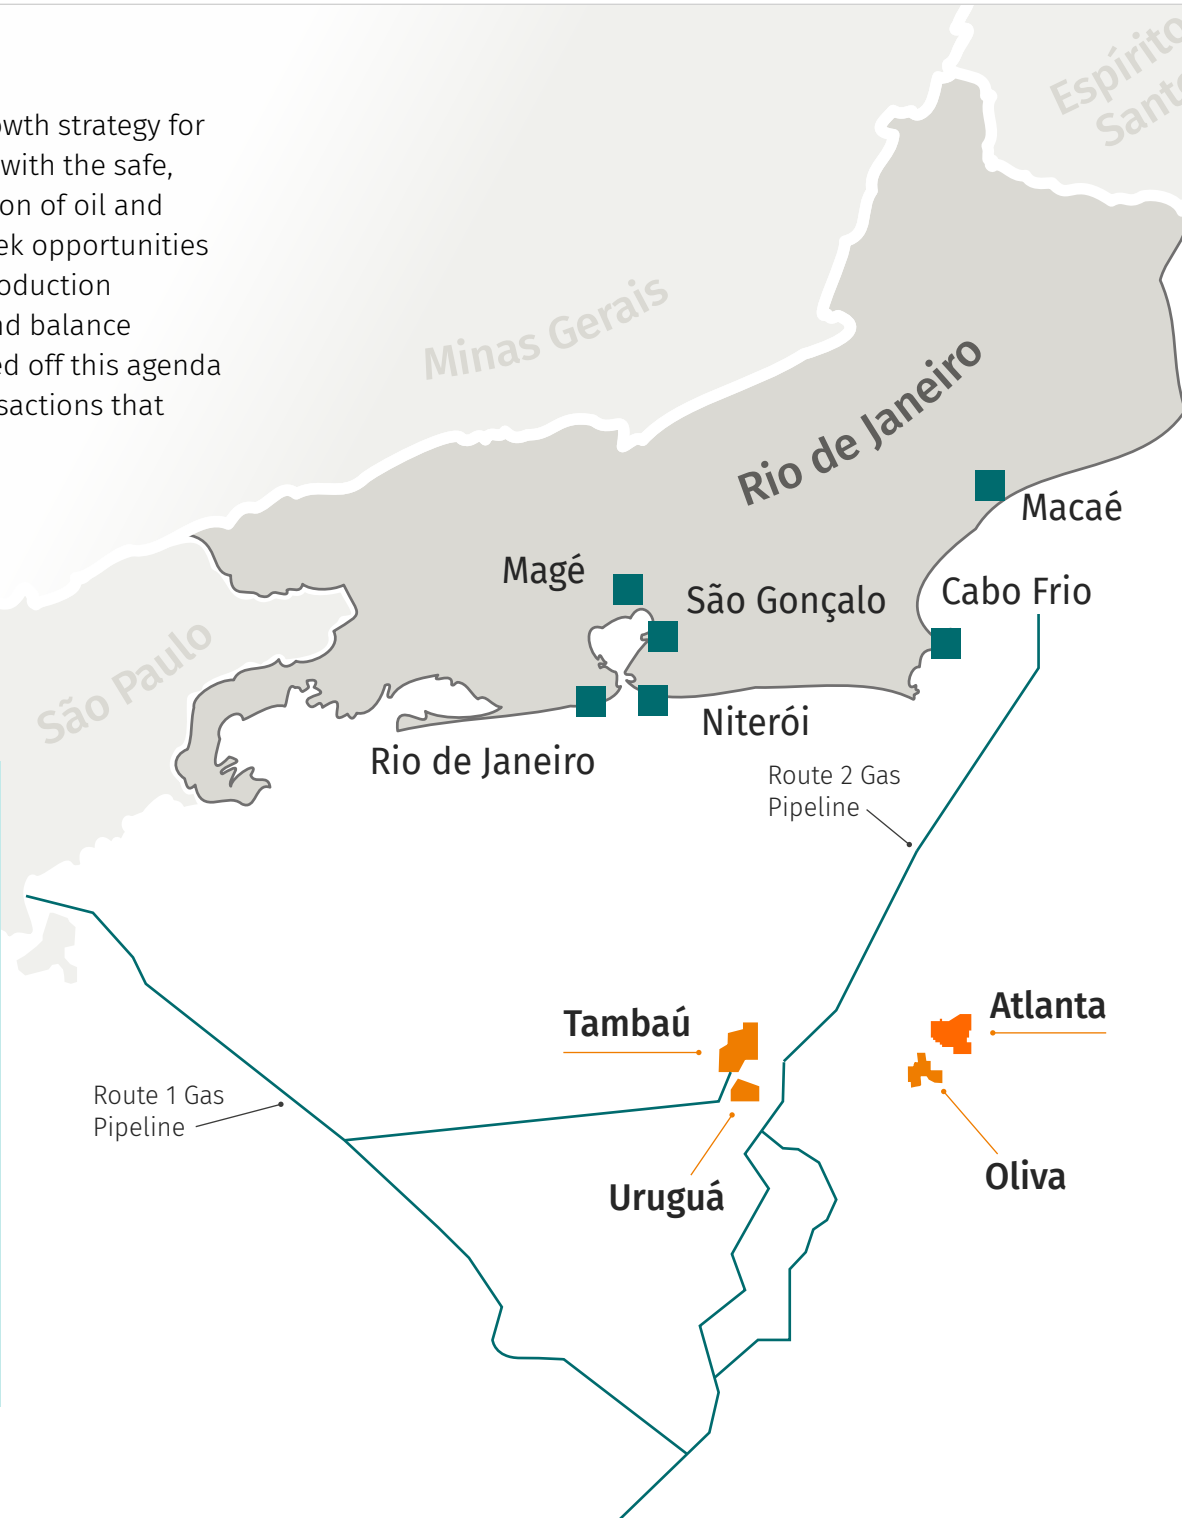 wth strategy for
with the safe,
on of oil and
ek opportunities
oduction
nd balance
ed off this agenda
sactions that
Espírito
Santo
Minas Gerais
Rio de Janeiro
Macaé
Magé
São Gonçalo
Cabo Frio
São Paulo
Niterói
Rio de Janeiro
Route 2 Gas
Pipeline
Atlanta
Tambaú
Route 1 Gas
Pipeline
Oliva
Uruguá